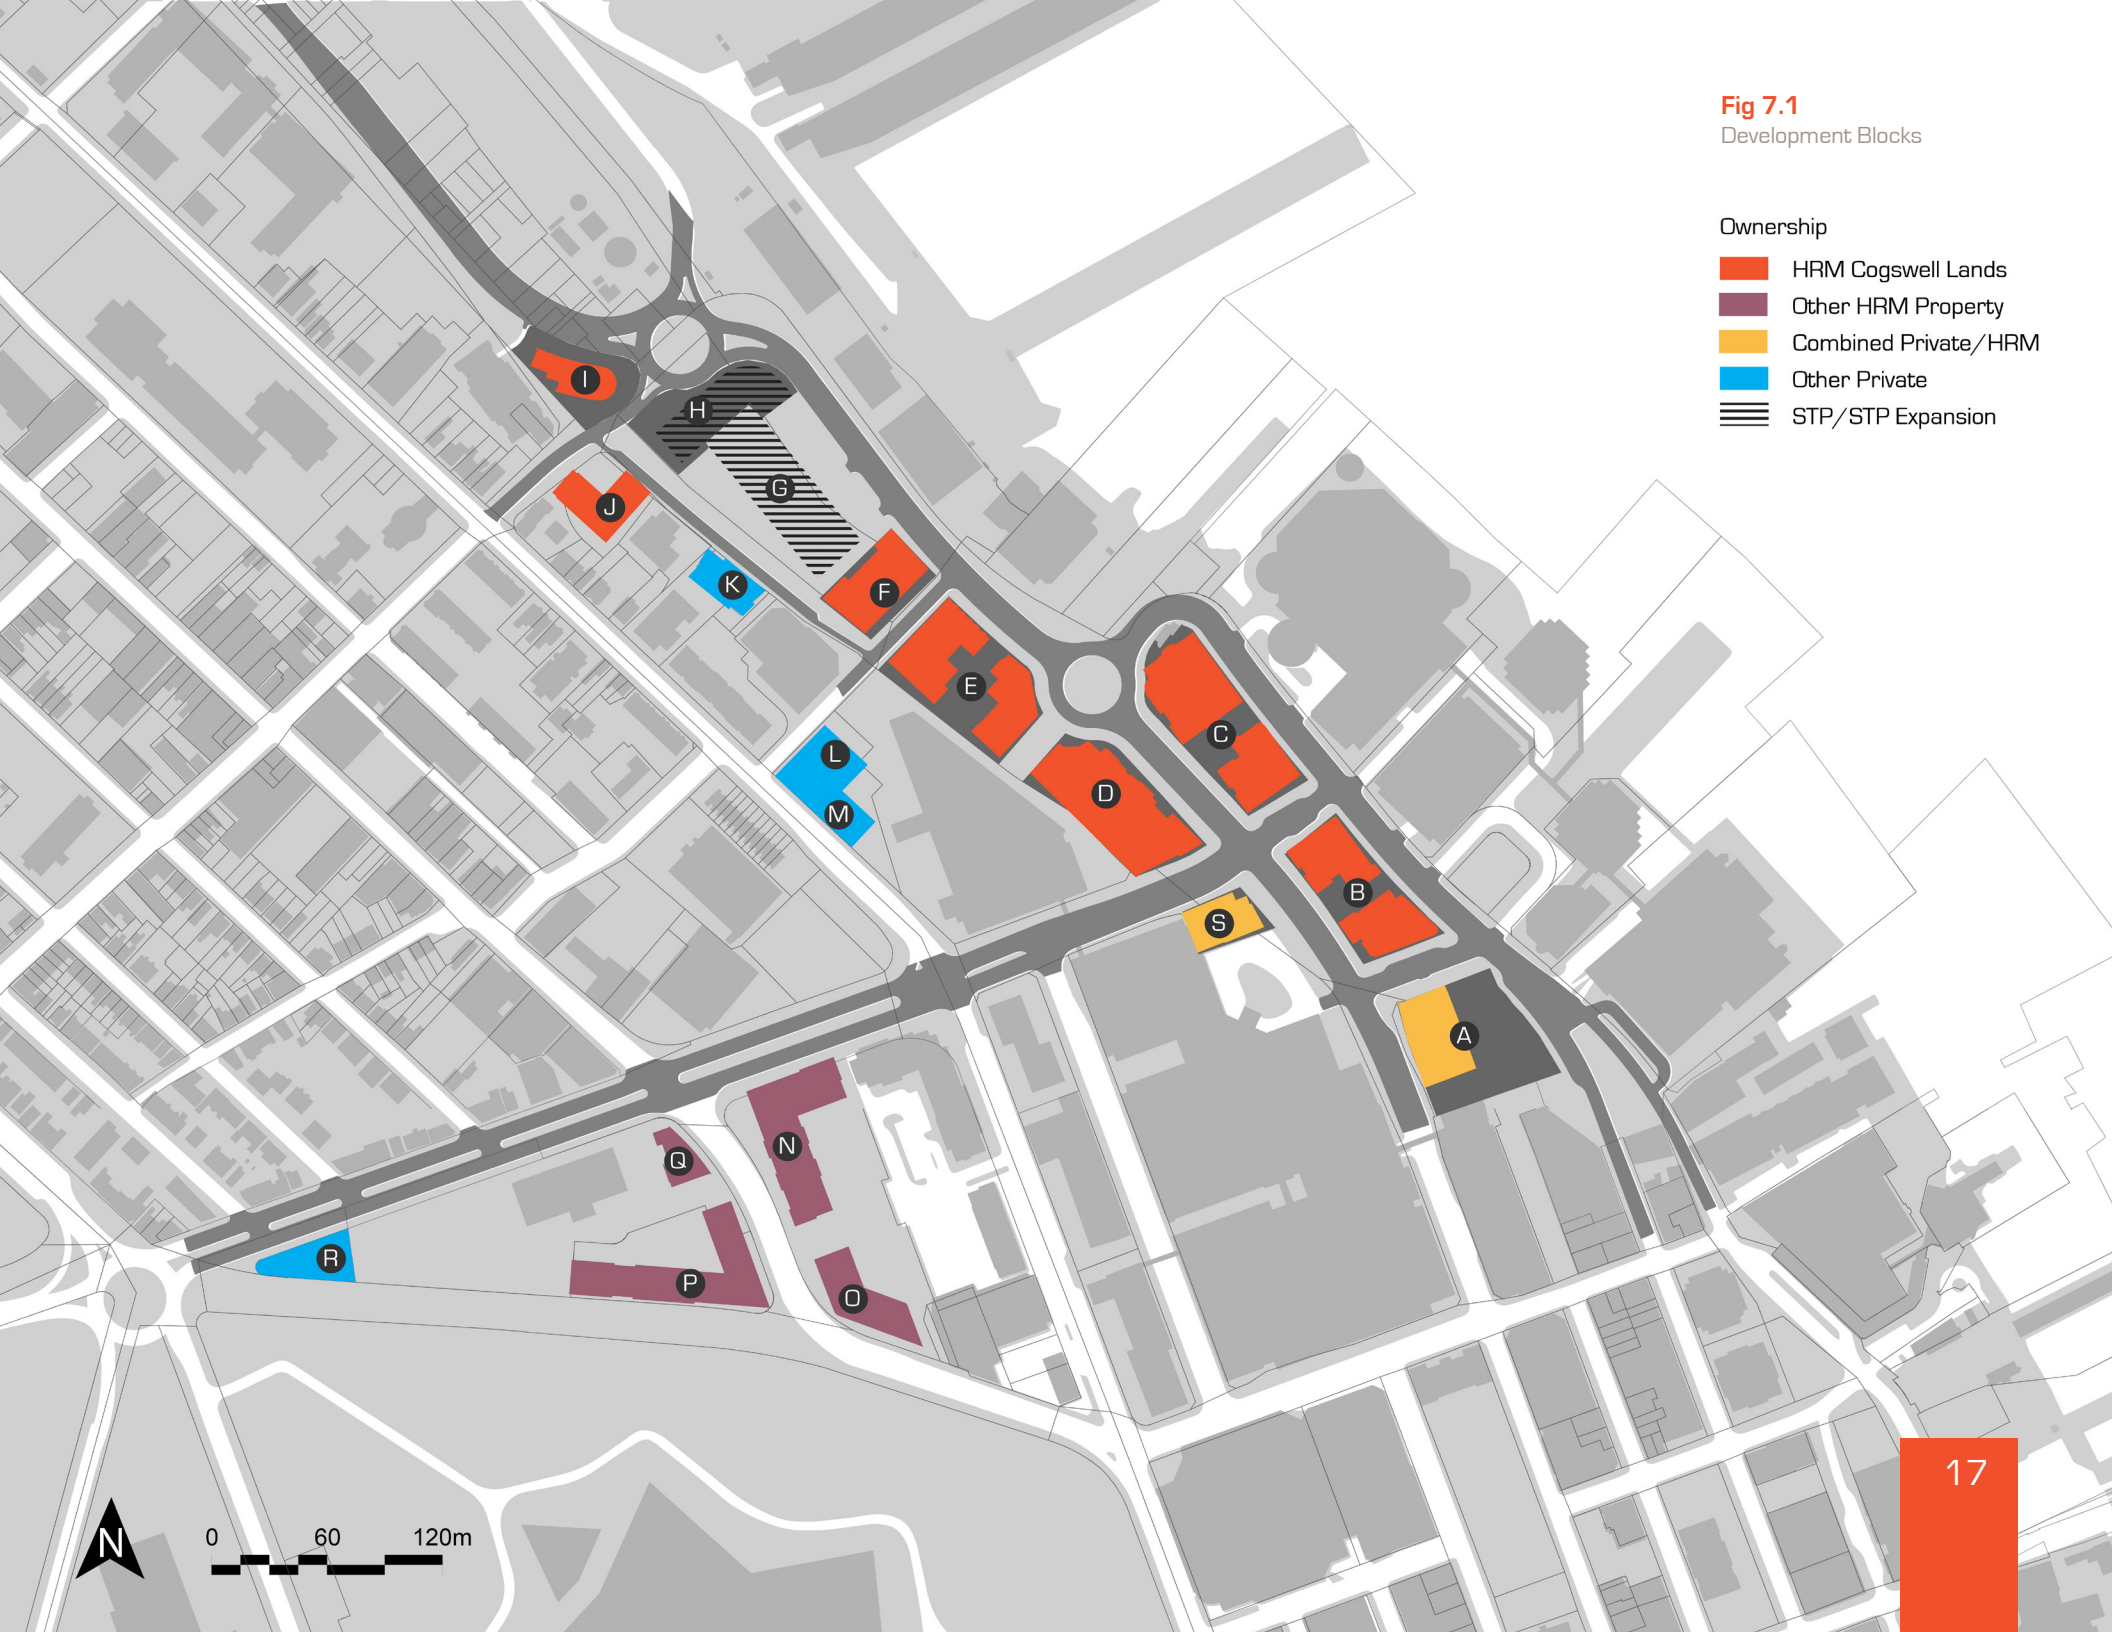 Fig 7.1
Development Blocks
Ownership
HRM Cogswell Lands
Other HRM Property
Combined Private/HRM
Other Private
STP/STP Expansion
I
H
G
J
K
F
E
L
C
D
M
B
S
A
N
Q
R
P
O
17
N
0 60 120m